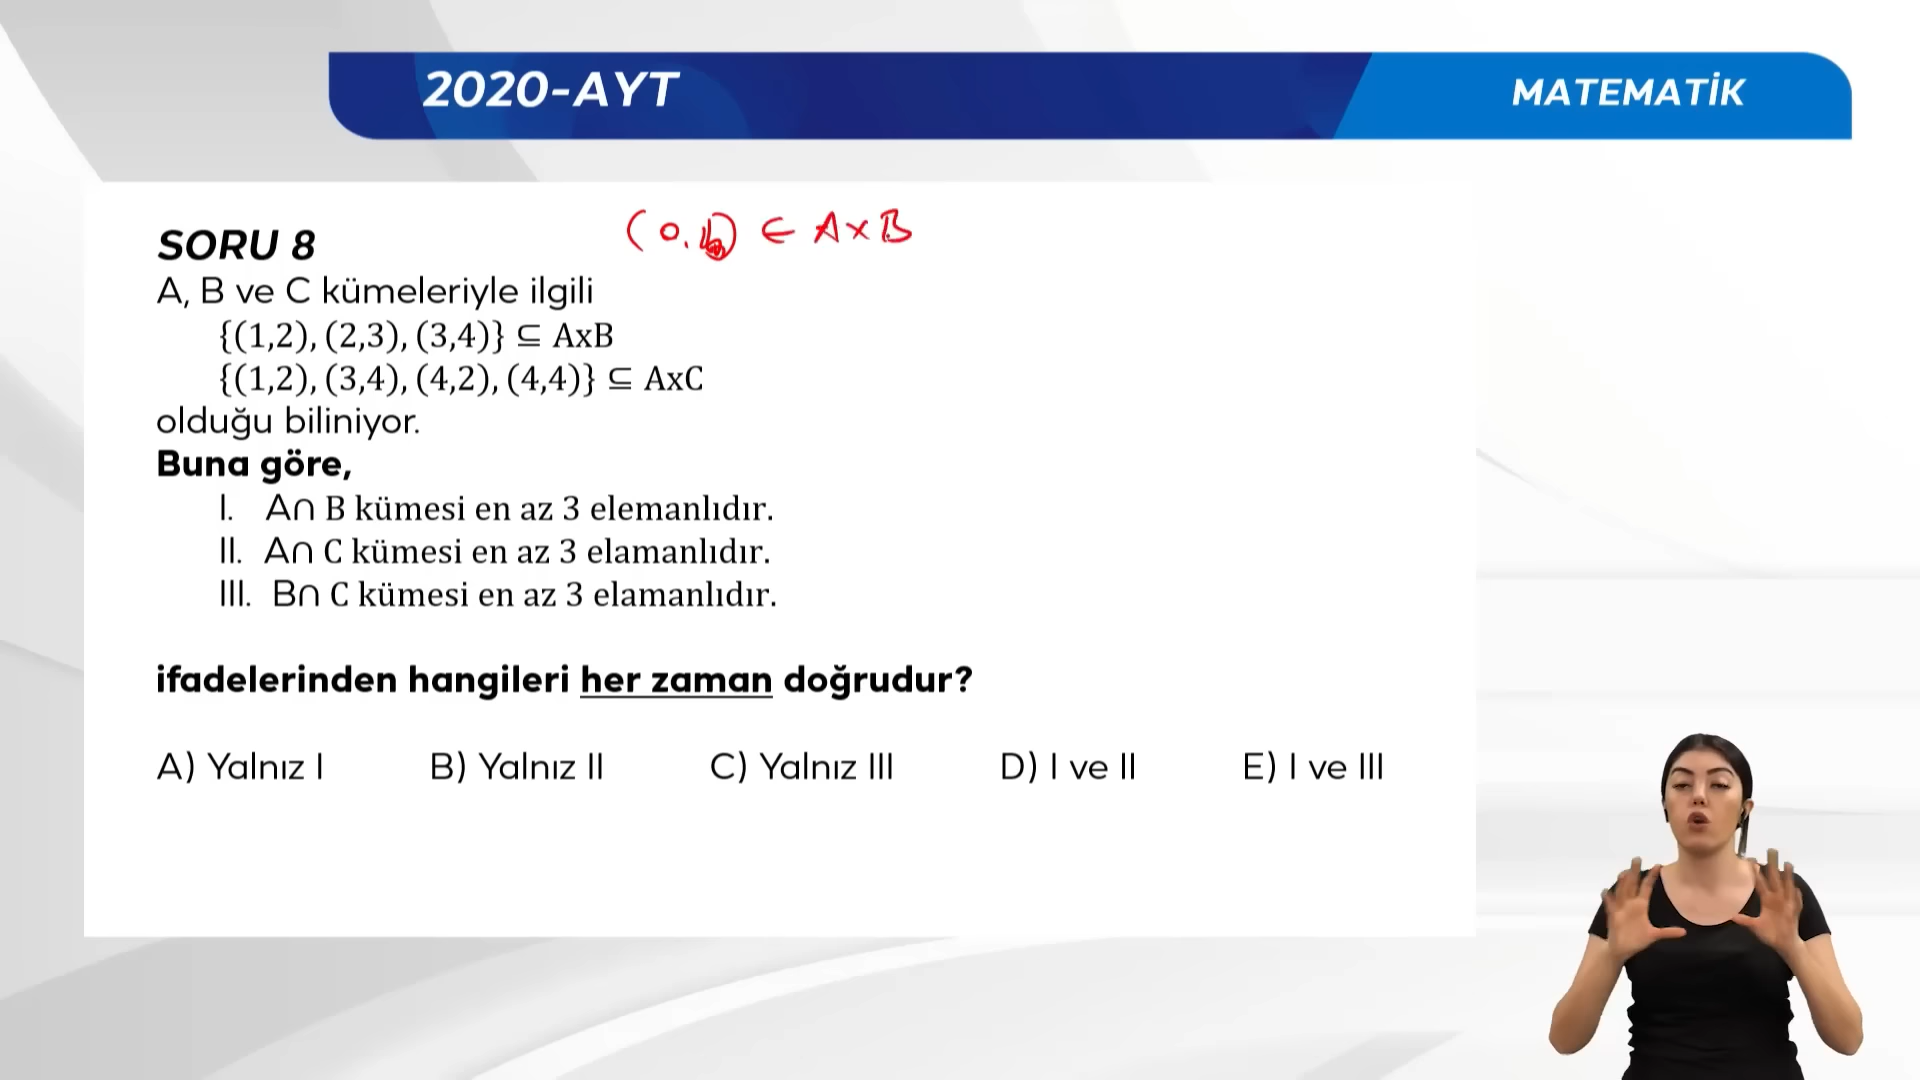 2020-AYT
MATEMATİK
SORU 8
(a,b) ∈ A×B
A, B ve C kümeleriyle ilgili
{(1,2), (2,3), (3,4)} ⊆ AxB
{(1,2), (3,4), (4,2), (4,4)} ⊆ AxC
olduğu biliniyor.
Buna göre,
I. A∩ B kümesi en az 3 elemanlıdır.
II. A∩ C kümesi en az 3 elamanlıdır.
III. B∩ C kümesi en az 3 elamanlıdır.
ifadelerinden hangileri her zaman doğrudur?
A) Yalnız I B) Yalnız II C) Yalnız III D) I ve II E) I ve III